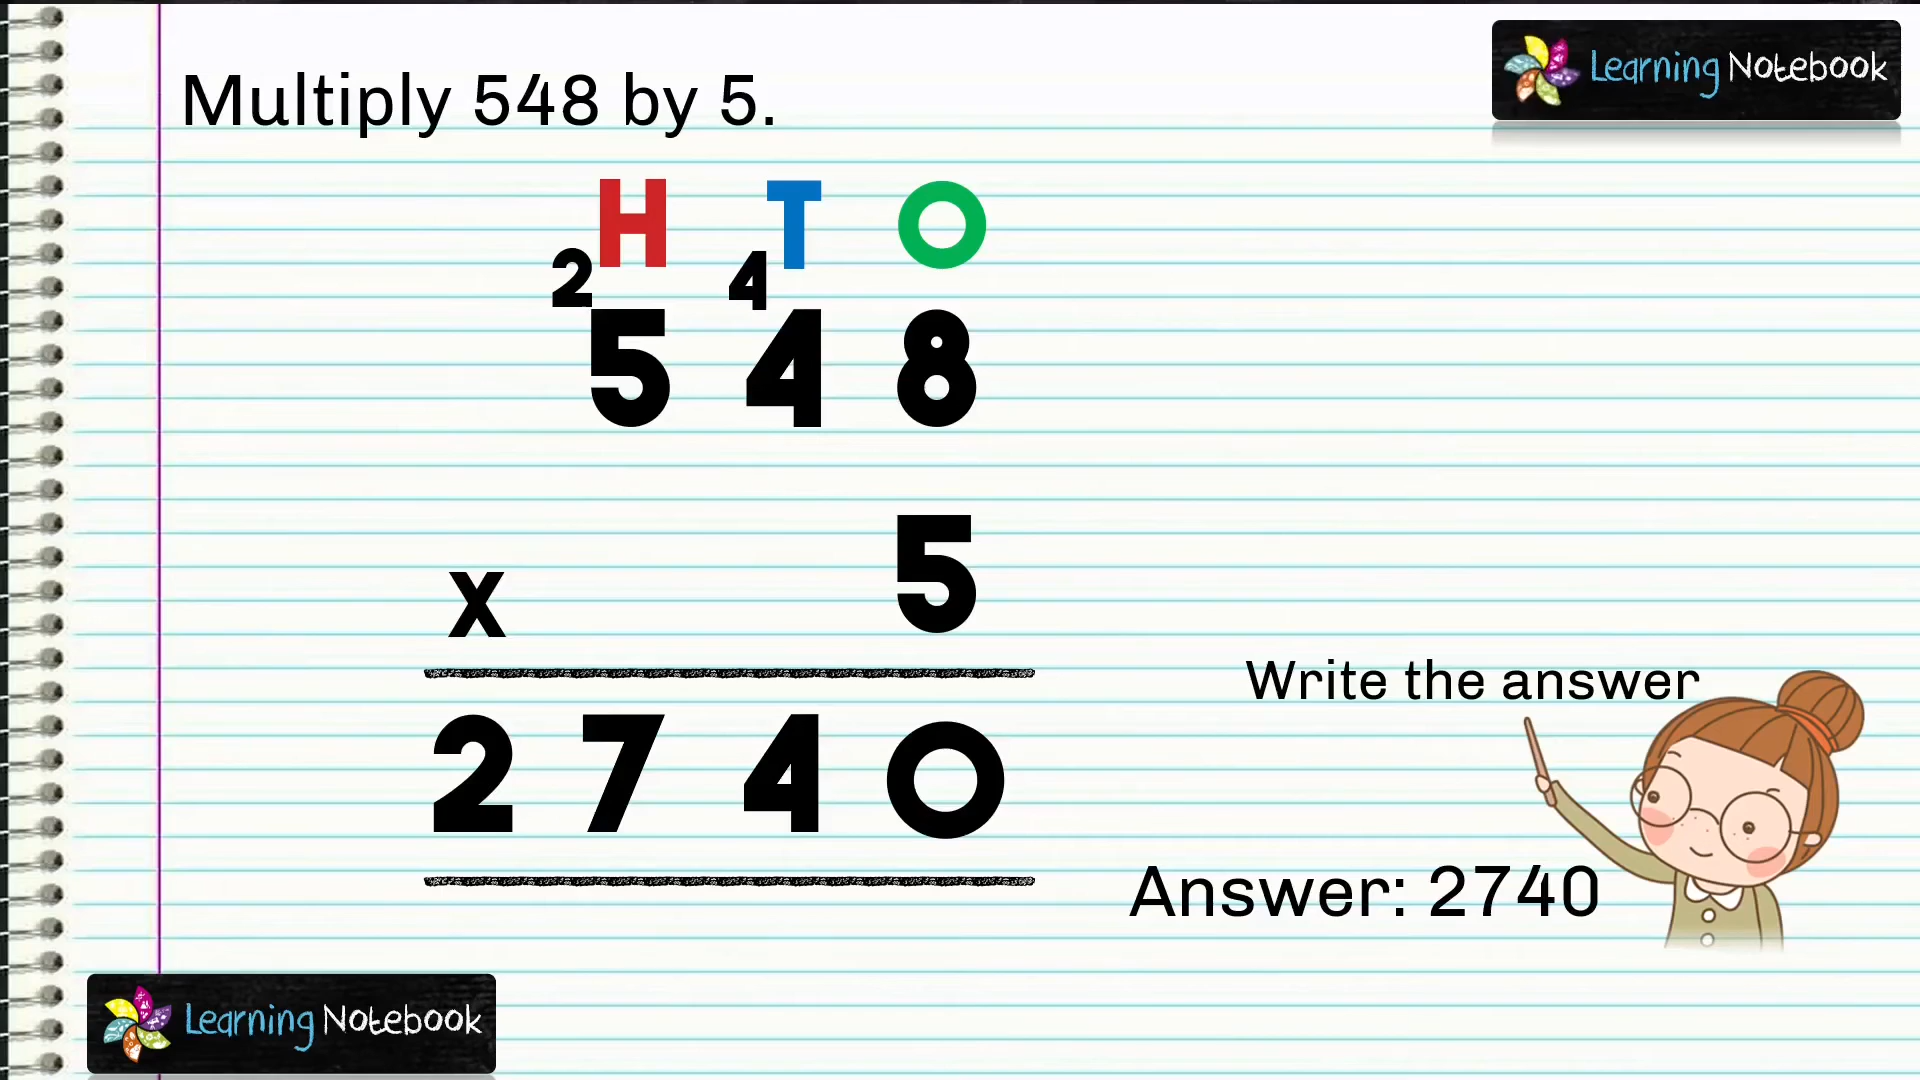 Learning Notebook
Multiply 548 by 5.
H T O
2 4
5 4 8
x 5
Write the answer
2 7 4 0
Answer: 2740
Learning Notebook